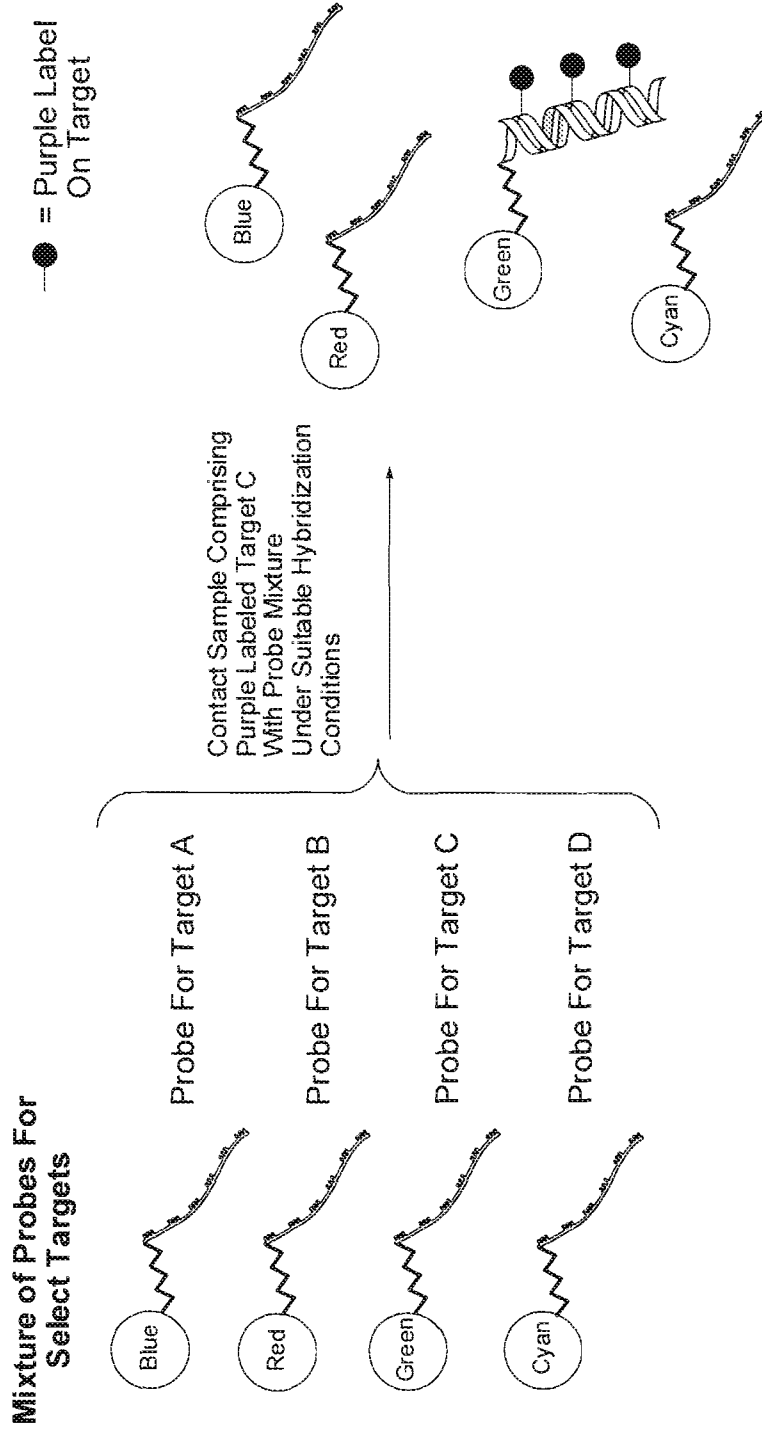 Mixture of Probes For
Select Targets
Blue
Probe For Target A
Red
Probe For Target B
Green
Probe For Target C
Cyan
Probe For Target D
Contact Sample Comprising
Purple Labeled Target C
With Probe Mixture
Under Suitable Hybridization
Conditions
= Purple Label
On Target
Blue
Red
Green
Cyan